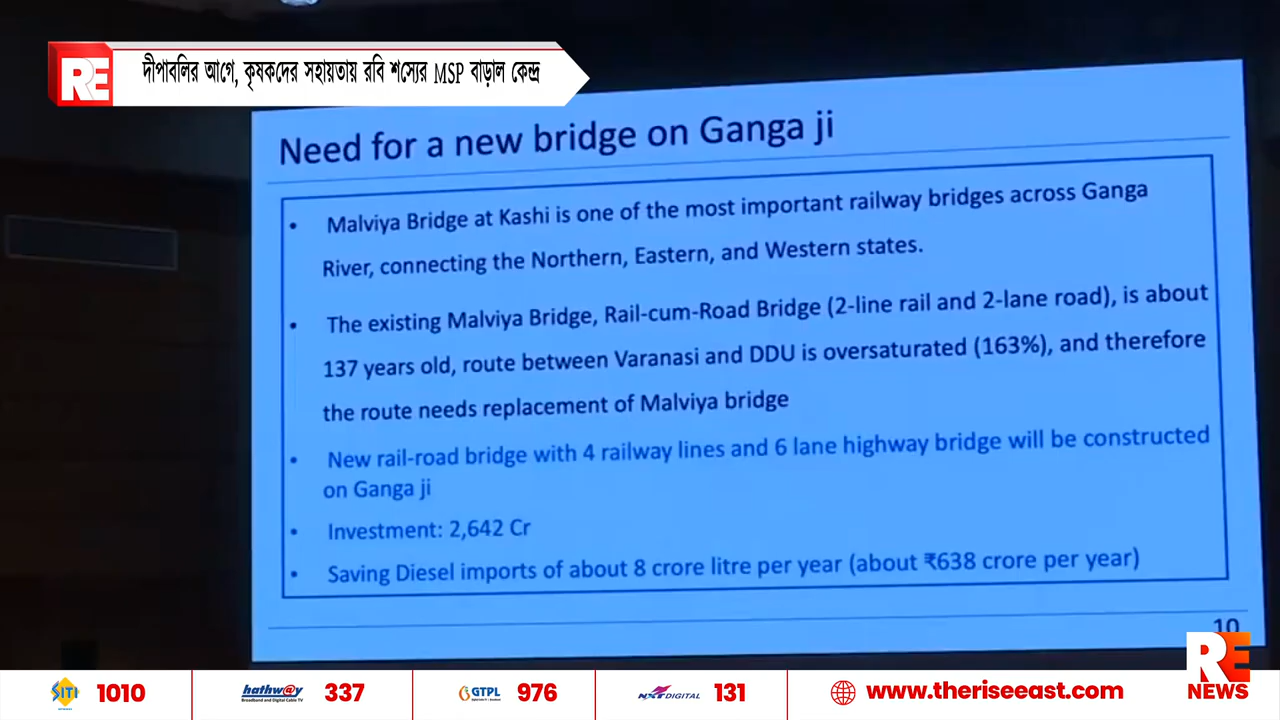 RE
দীপাবলির আগে, কৃষকদের সহায়তায় রবি শস্যের MSP বাড়াল কেন্দ্র
Need for a new bridge on Ganga ji
• Malviya Bridge at Kashi is one of the most important railway bridges across Ganga
River, connecting the Northern, Eastern, and Western states.
• The existing Malviya Bridge, Rail-cum-Road Bridge (2-line rail and 2-lane road), is about
137 years old, route between Varanasi and DDU is oversaturated (163%), and therefore
the route needs replacement of Malviya bridge
• New rail-road bridge with 4 railway lines and 6 lane highway bridge will be constructed
on Ganga ji
• Investment: 2,642 Cr
• Saving Diesel imports of about 8 crore litre per year (about ₹638 crore per year)
10
RE
NEWS
SITI 1010
hathw@y Broadband and Digital Cable TV 337
GTPL 976
NXT DIGITAL 131
www.theriseeast.com